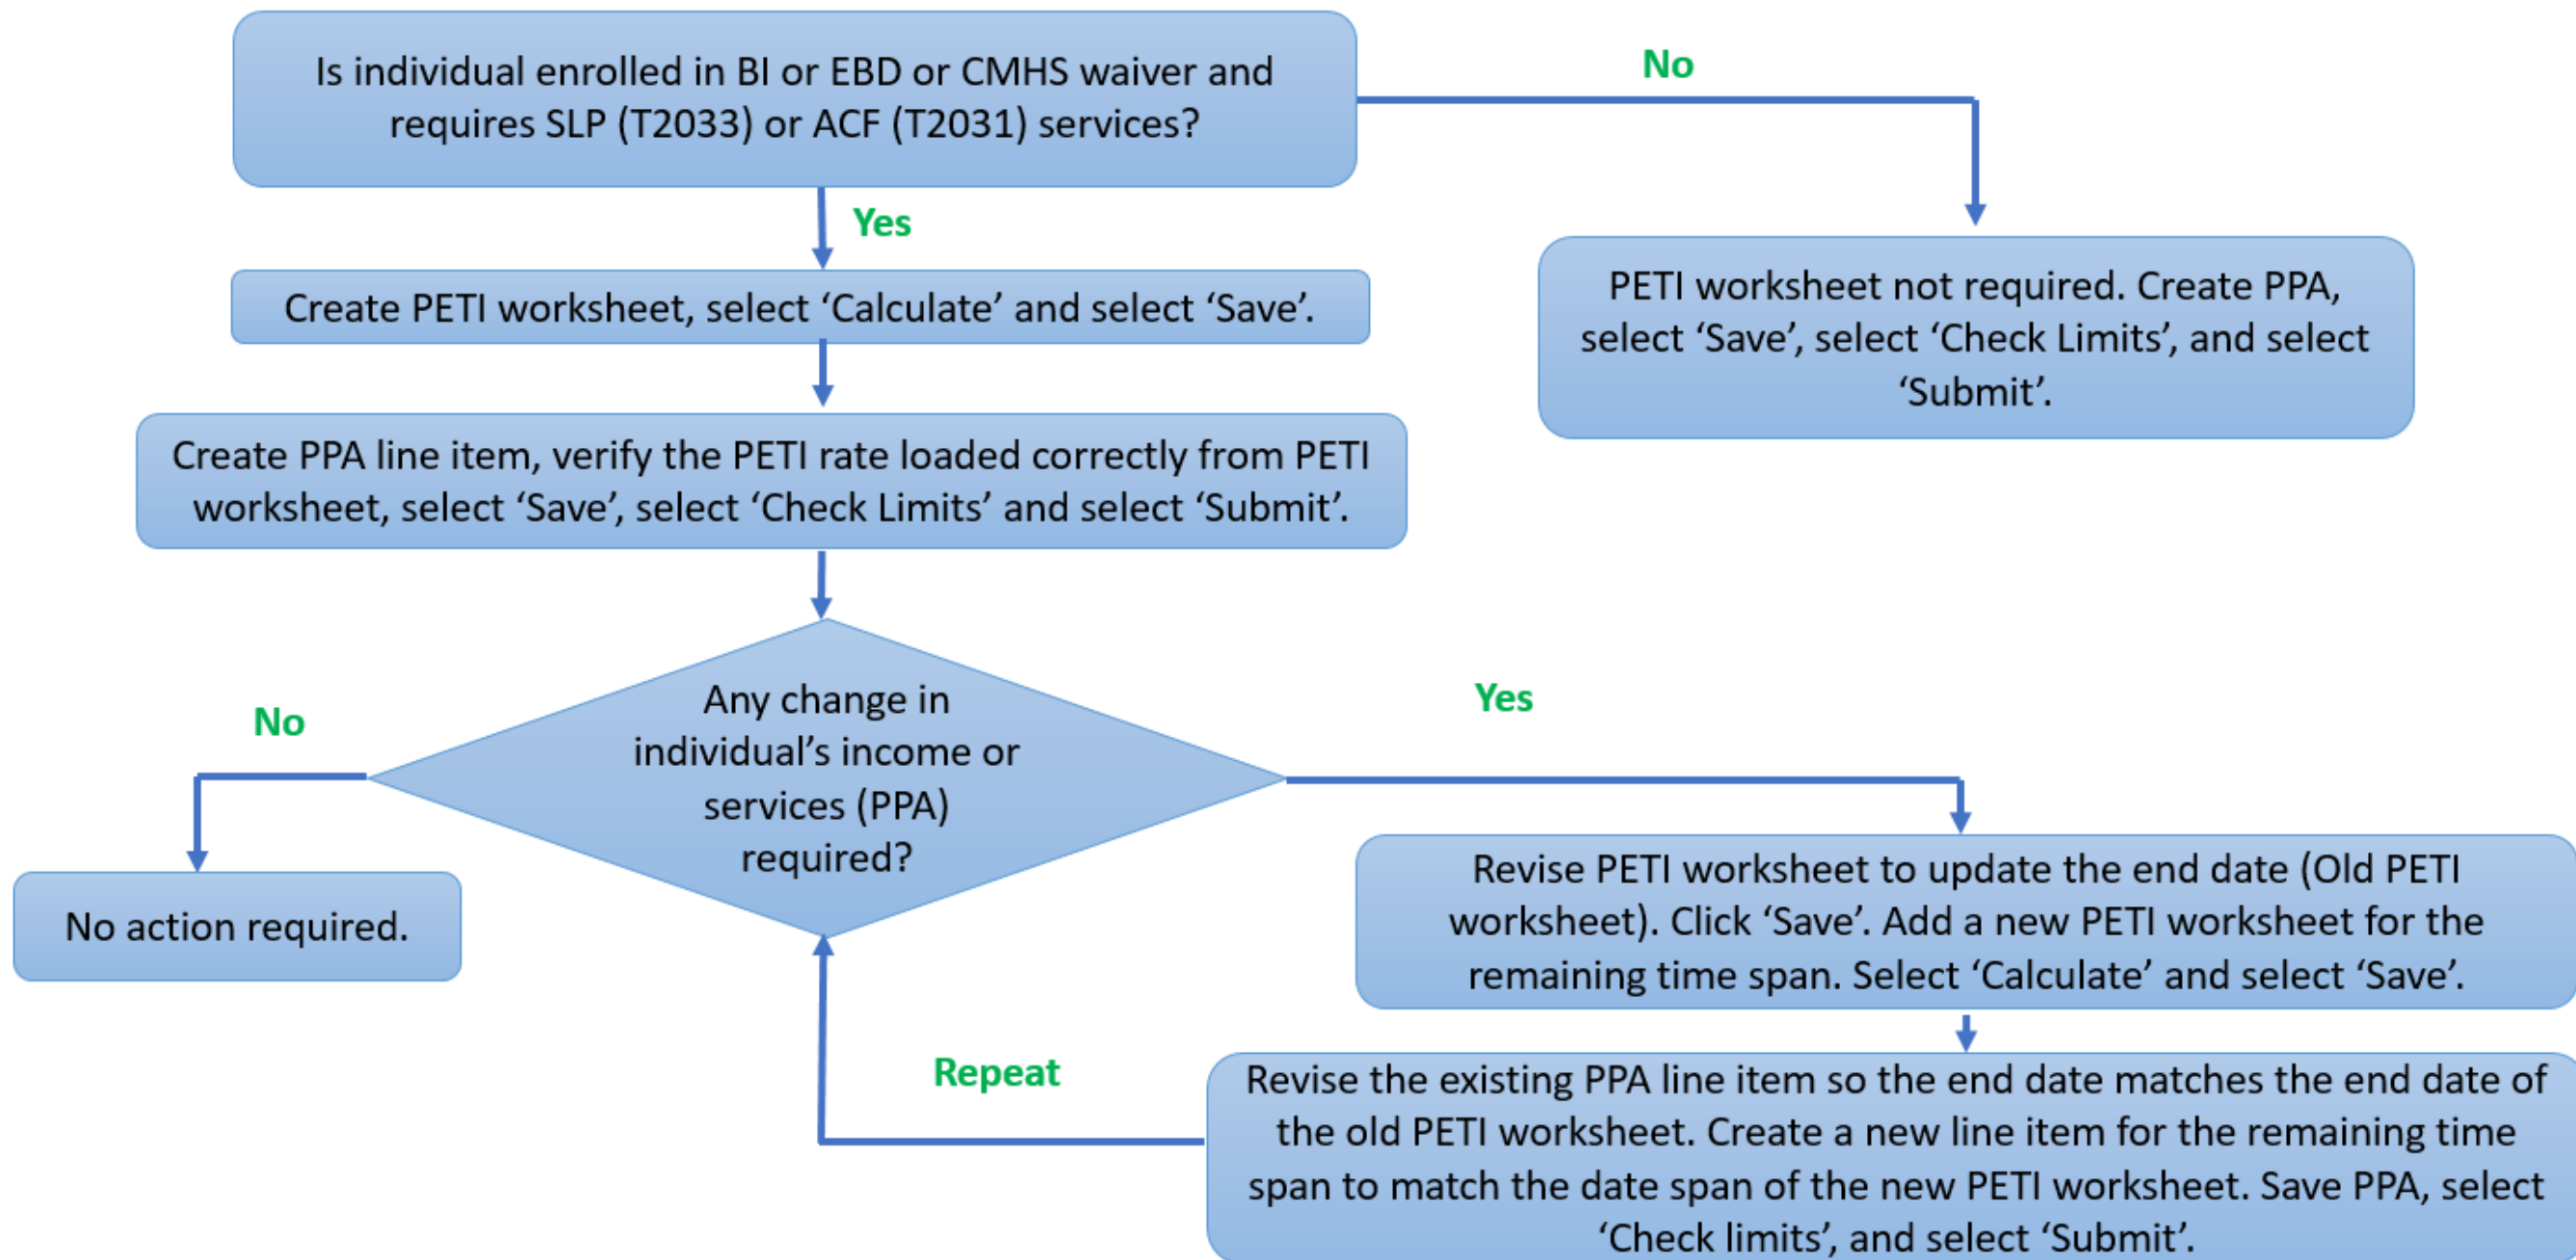 Is individual enrolled in BI or EBD or CMHS waiver and
requires SLP (T2033) or ACF (T2031) services?
No
Yes
Create PETI worksheet, select ‘Calculate’ and select ‘Save’.
PETI worksheet not required. Create PPA,
select ‘Save’, select ‘Check Limits’, and select
‘Submit’.
Create PPA line item, verify the PETI rate loaded correctly from PETI
worksheet, select ‘Save’, select ‘Check Limits’ and select ‘Submit’.
Any change in
individual’s income or
services (PPA)
required?
No
Yes
No action required.
Revise PETI worksheet to update the end date (Old PETI
worksheet). Click ‘Save’. Add a new PETI worksheet for the
remaining time span. Select ‘Calculate’ and select ‘Save’.
Repeat
Revise the existing PPA line item so the end date matches the end date of
the old PETI worksheet. Create a new line item for the remaining time
span to match the date span of the new PETI worksheet. Save PPA, select
‘Check limits’, and select ‘Submit’.